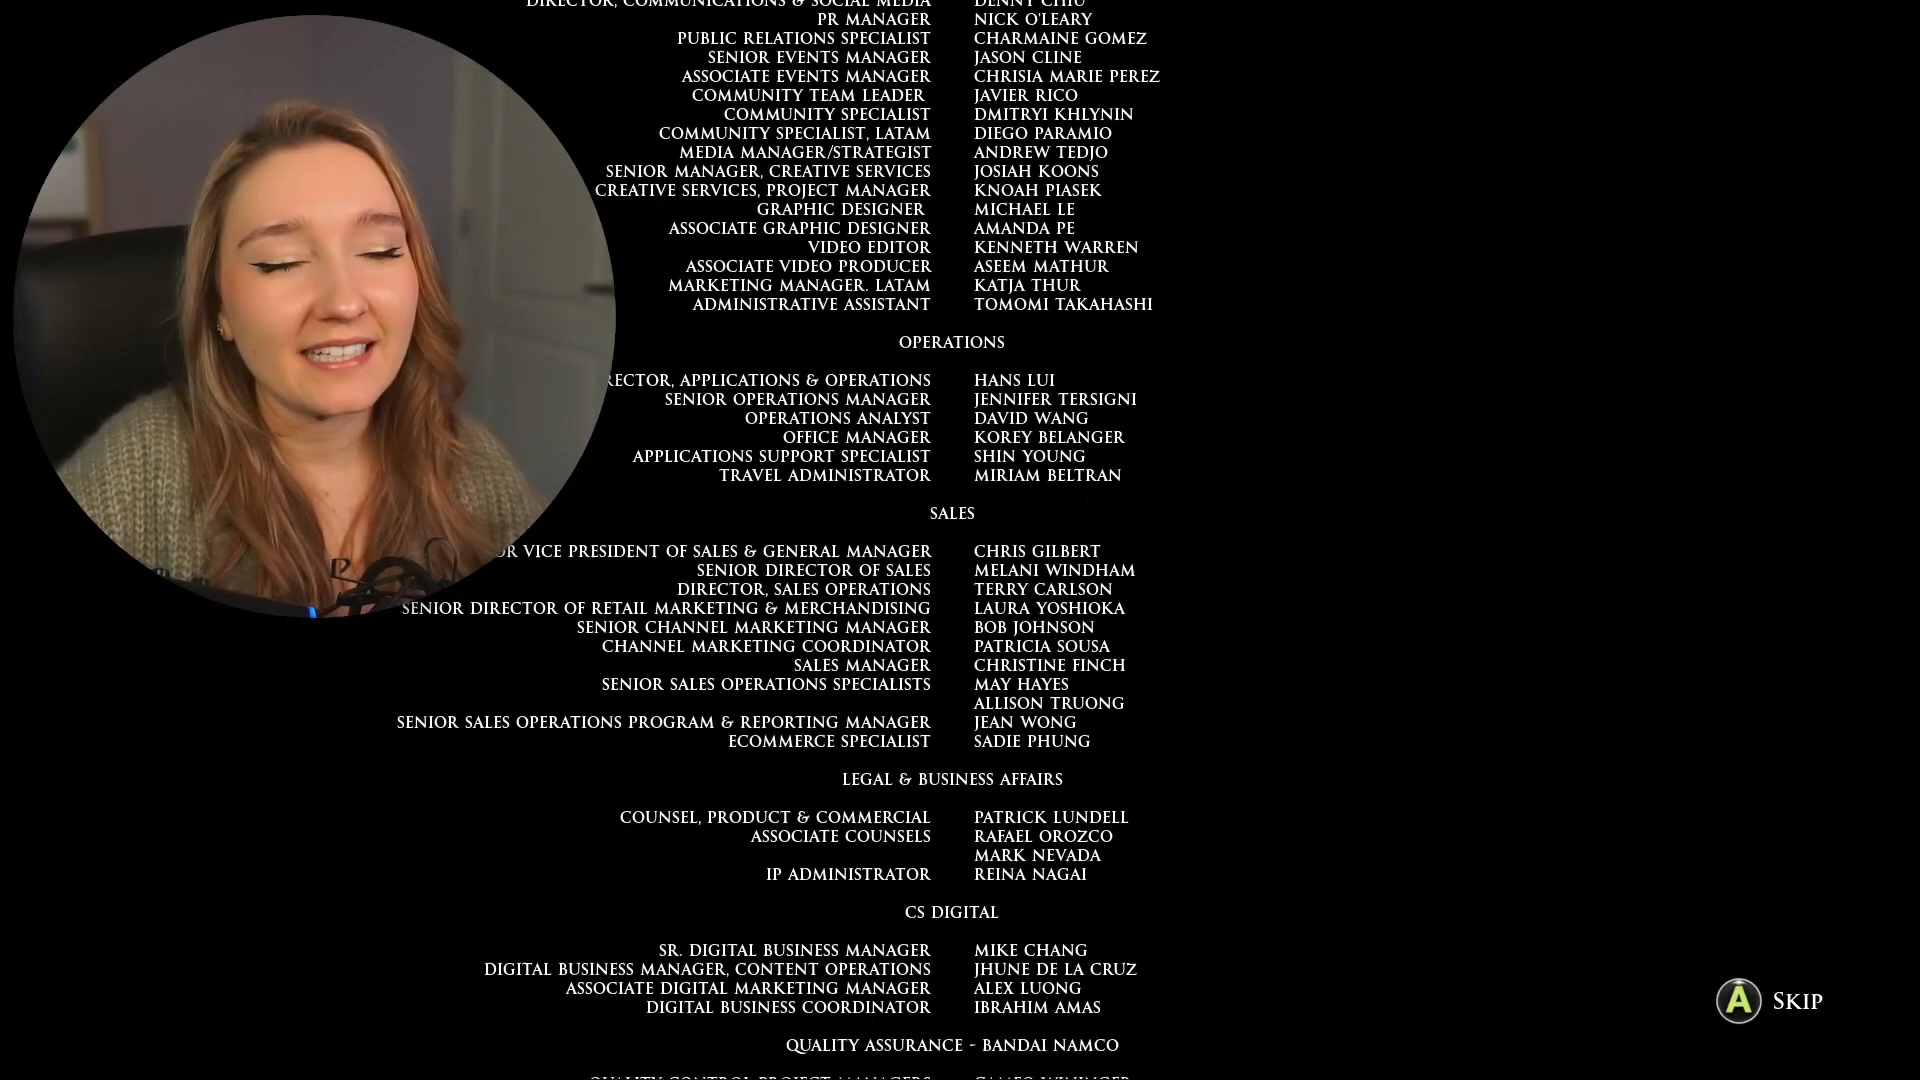 DIRECTOR, COMMUNICATIONS & SOCIAL MEDIA DENNY CHIU
PR MANAGER NICK O'LEARY
PUBLIC RELATIONS SPECIALIST CHARMAINE GOMEZ
SENIOR EVENTS MANAGER JASON CLINE
ASSOCIATE EVENTS MANAGER CHRISIA MARIE PEREZ
COMMUNITY TEAM LEADER JAVIER RICO
COMMUNITY SPECIALIST DMITRYI KHLYNIN
COMMUNITY SPECIALIST, LATAM DIEGO PARAMIO
MEDIA MANAGER/STRATEGIST ANDREW TEDJO
SENIOR MANAGER, CREATIVE SERVICES JOSIAH KOONS
CREATIVE SERVICES, PROJECT MANAGER KNOAH PIASEK
GRAPHIC DESIGNER MICHAEL LE
ASSOCIATE GRAPHIC DESIGNER AMANDA PE
VIDEO EDITOR KENNETH WARREN
ASSOCIATE VIDEO PRODUCER ASEEM MATHUR
MARKETING MANAGER. LATAM KATJA THUR
ADMINISTRATIVE ASSISTANT TOMOMI TAKAHASHI
OPERATIONS
RECTOR, APPLICATIONS & OPERATIONS HANS LUI
SENIOR OPERATIONS MANAGER JENNIFER TERSIGNI
OPERATIONS ANALYST DAVID WANG
OFFICE MANAGER KOREY BELANGER
APPLICATIONS SUPPORT SPECIALIST SHIN YOUNG
TRAVEL ADMINISTRATOR MIRIAM BELTRAN
SALES
OR VICE PRESIDENT OF SALES & GENERAL MANAGER CHRIS GILBERT
SENIOR DIRECTOR OF SALES MELANI WINDHAM
DIRECTOR, SALES OPERATIONS TERRY CARLSON
SENIOR DIRECTOR OF RETAIL MARKETING & MERCHANDISING LAURA YOSHIOKA
SENIOR CHANNEL MARKETING MANAGER BOB JOHNSON
CHANNEL MARKETING COORDINATOR PATRICIA SOUSA
SALES MANAGER CHRISTINE FINCH
SENIOR SALES OPERATIONS SPECIALISTS MAY HAYES
ALLISON TRUONG
SENIOR SALES OPERATIONS PROGRAM & REPORTING MANAGER JEAN WONG
ECOMMERCE SPECIALIST SADIE PHUNG
LEGAL & BUSINESS AFFAIRS
COUNSEL, PRODUCT & COMMERCIAL PATRICK LUNDELL
ASSOCIATE COUNSELS RAFAEL OROZCO
MARK NEVADA
IP ADMINISTRATOR REINA NAGAI
CS DIGITAL
SR. DIGITAL BUSINESS MANAGER MIKE CHANG
DIGITAL BUSINESS MANAGER, CONTENT OPERATIONS JHUNE DE LA CRUZ
ASSOCIATE DIGITAL MARKETING MANAGER ALEX LUONG
DIGITAL BUSINESS COORDINATOR IBRAHIM AMAS
A SKIP
QUALITY ASSURANCE - BANDAI NAMCO